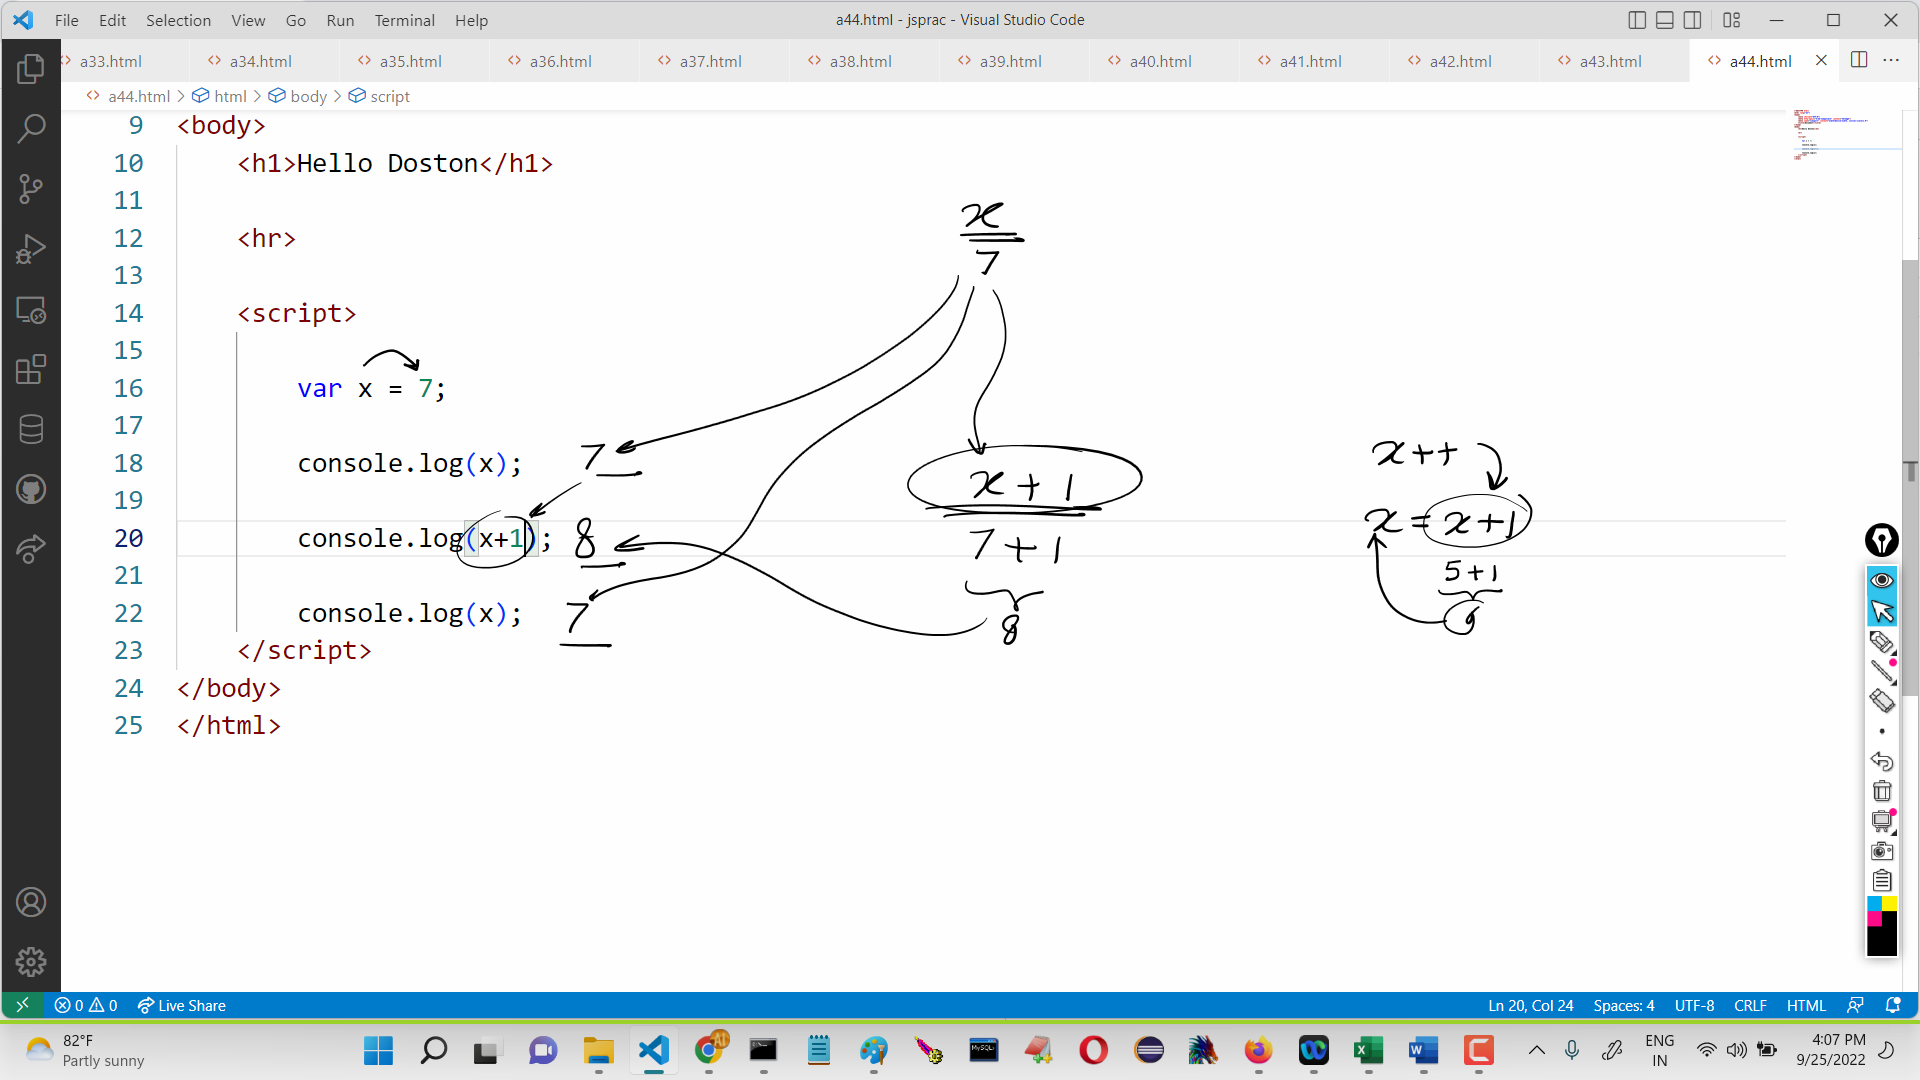 File Edit Selection View Go Run Terminal Help
a44.html - jsprac - Visual Studio Code
a33.html a34.html a35.html a36.html a37.html a38.html a39.html a40.html a41.html a42.html a43.html a44.html
a44.html > html > body > script
9 <body>
10 <h1>Hello Doston</h1>
11
12 <hr>
13
14 <script>
15
16 var x = 7;
17
18 console.log(x); 7
19
20 console.log(x+1); 8
21
22 console.log(x); 7
23 </script>
24 </body>
25 </html>
x
7
x + 1
7 + 1
8
x++
x = x+1
5+1
6
0 0 Live Share
Ln 20, Col 24 Spaces: 4 UTF-8 CRLF HTML
82°F
Partly sunny
AI
MySQL
ENG
IN
4:07 PM
9/25/2022